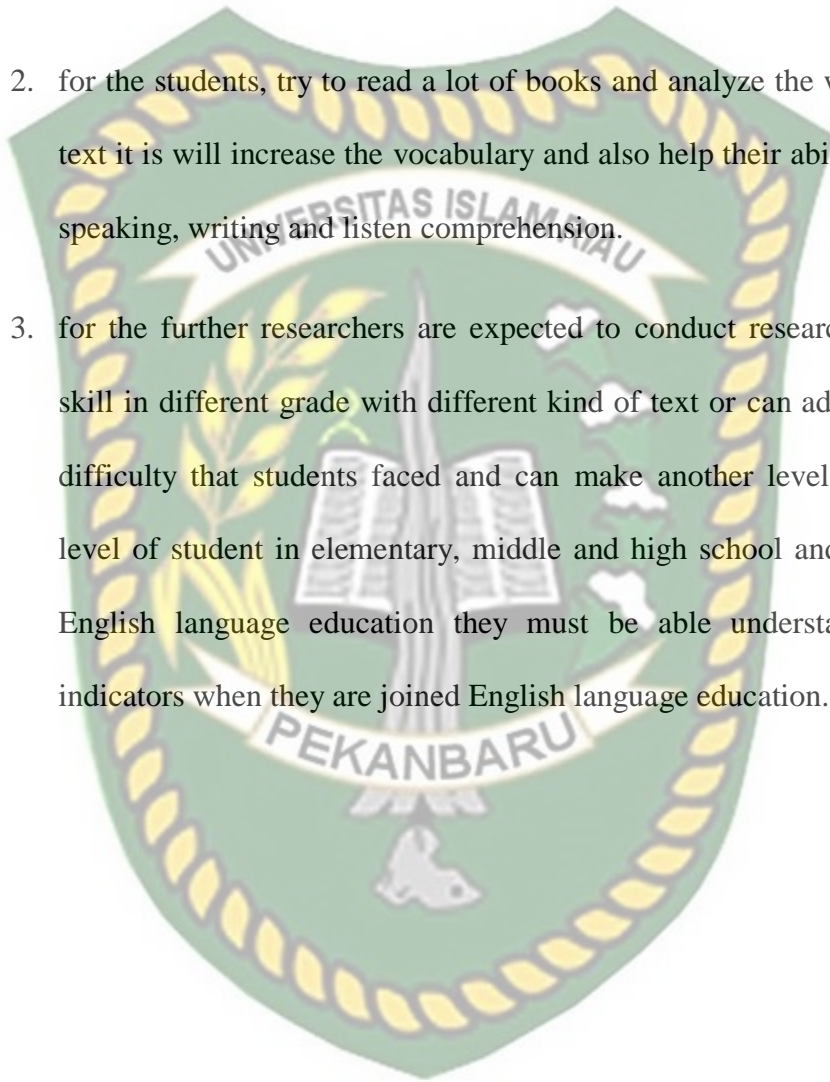 2. for the students, try to read a lot of books and analyze the
text it is will increase the vocabulary and also help their
speaking, writing and listen comprehension.
UNIVERSITAS ISLAM RIAU
3. for the further researchers are expected to conduct
skill in different grade with different kind of text or can
difficulty that students faced and can make another level
level of student in elementary, middle and high school and
English language education they must be able
indicators when they are joined English language education.
PEKANBARU